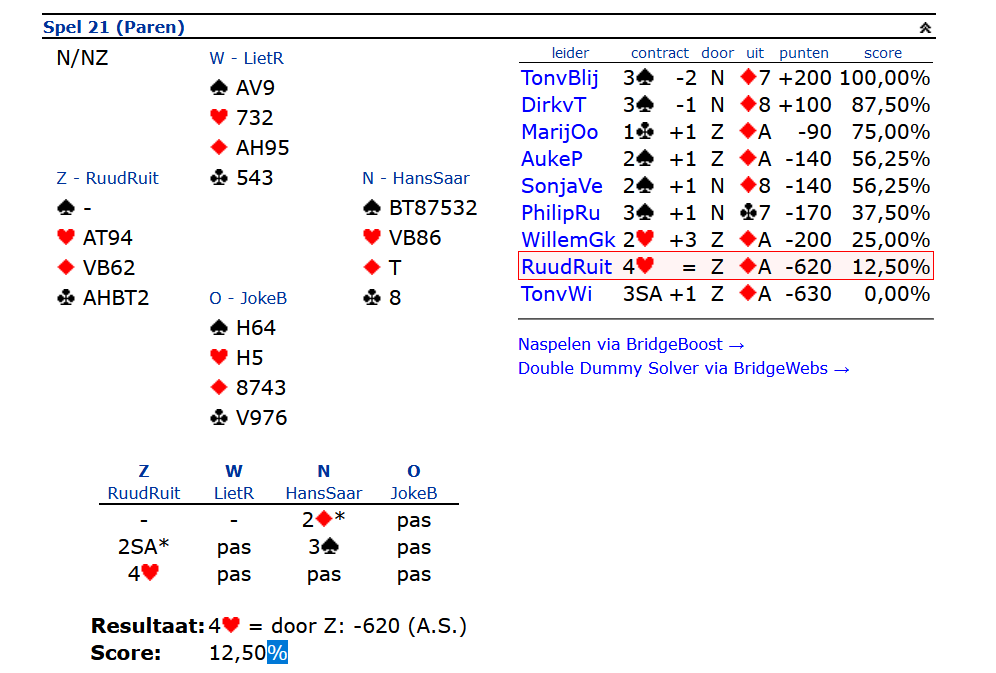 Spel 21 (Paren)
N/NZ
W - LietR
♠ AV9
♥ 732
♦ AH95
♣ 543
Z - RuudRuit
♠ -
♥ AT94
♦ VB62
♣ AHBT2
N - HansSaar
♠ BT87532
♥ VB86
♦ T
♣ 8
O - JokeB
♠ H64
♥ H5
♦ 8743
♣ V976
leider contract door uit punten score
TonvBlij 3♠ -2 N ♦7 +200 100,00%
DirkvT 3♠ -1 N ♦8 +100 87,50%
MarijOo 1♣ +1 Z ♦A -90 75,00%
AukeP 2♠ +1 Z ♦A -140 56,25%
SonjaVe 2♠ +1 N ♦8 -140 56,25%
PhilipRu 3♠ +1 N ♣7 -170 37,50%
WillemGk 2♥ +3 Z ♦A -200 25,00%
RuudRuit 4♥ = Z ♦A -620 12,50%
TonvWi 3SA +1 Z ♦A -630 0,00%
Naspelen via BridgeBoost →
Double Dummy Solver via BridgeWebs →
Z W N O
RuudRuit LietR HansSaar JokeB
- - 2♦* pas
2SA* pas 3♠ pas
4♥ pas pas pas
Resultaat: 4♥ = door Z: -620 (A.S.)
Score: 12,50%